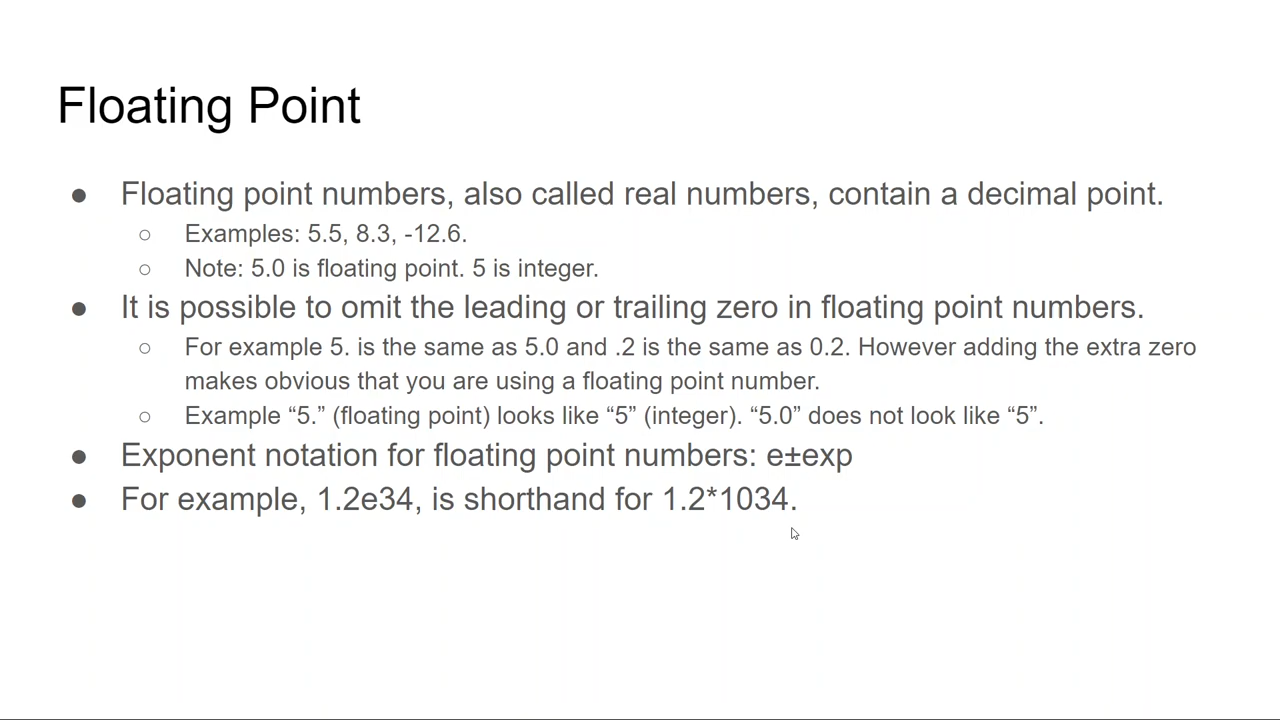 Floating Point
● Floating point numbers, also called real numbers, contain a decimal point.
○ Examples: 5.5, 8.3, -12.6.
○ Note: 5.0 is floating point. 5 is integer.
● It is possible to omit the leading or trailing zero in floating point numbers.
○ For example 5. is the same as 5.0 and .2 is the same as 0.2. However adding the extra zero
makes obvious that you are using a floating point number.
○ Example “5.” (floating point) looks like “5” (integer). “5.0” does not look like “5”.
● Exponent notation for floating point numbers: e±exp
● For example, 1.2e34, is shorthand for 1.2*1034.